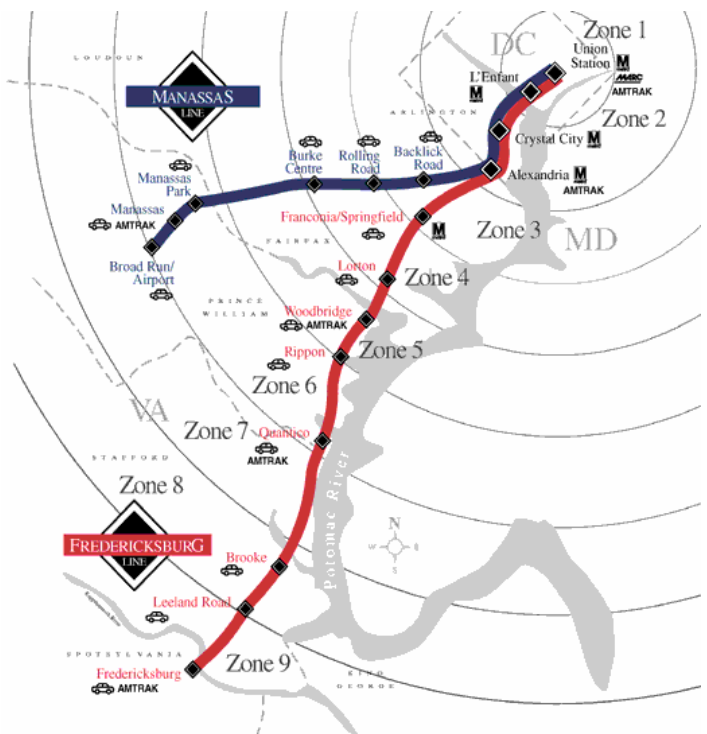 Zone 1
DC
Union
Station
M
MARC
AMTRAK
LOUDOUN
L'Enfant
M
MANASSAS
LINE
ARLINGTON
Zone 2
Crystal City
M
Burke
Centre
Rolling
Road
Backlick
Road
Alexandria
M
AMTRAK
Manassas
Park
Manassas
AMTRAK
Franconia/Springfield
M
Zone 3
MD
FAIRFAX
Broad Run/
Airport
Lorton
Zone 4
PRINCE
WILLIAM
Woodbridge
AMTRAK
Rippon
Zone 5
Zone 6
VA
Zone 7
Quantico
AMTRAK
STAFFORD
Zone 8
Potomac River
FREDERICKSBURG
LINE
N
W
E
S
Brooke
Leeland Road
Rappahannock River
SPOTSYLVANIA
Zone 9
Fredericksburg
AMTRAK
KING
GEORGE